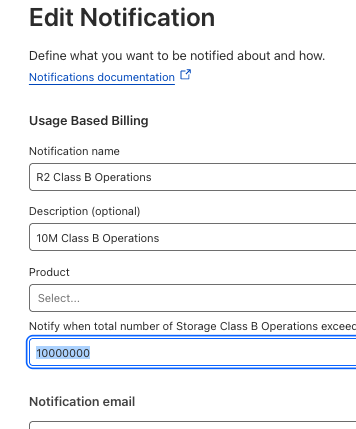 Edit Notification
Define what you want to be notified about and how.
Notifications documentation
Usage Based Billing
Notification name
R2 Class B Operations
Description (optional)
10M Class B Operations
Product
Select...
Notify when total number of Storage Class B Operations exceed
10000000
Notification email